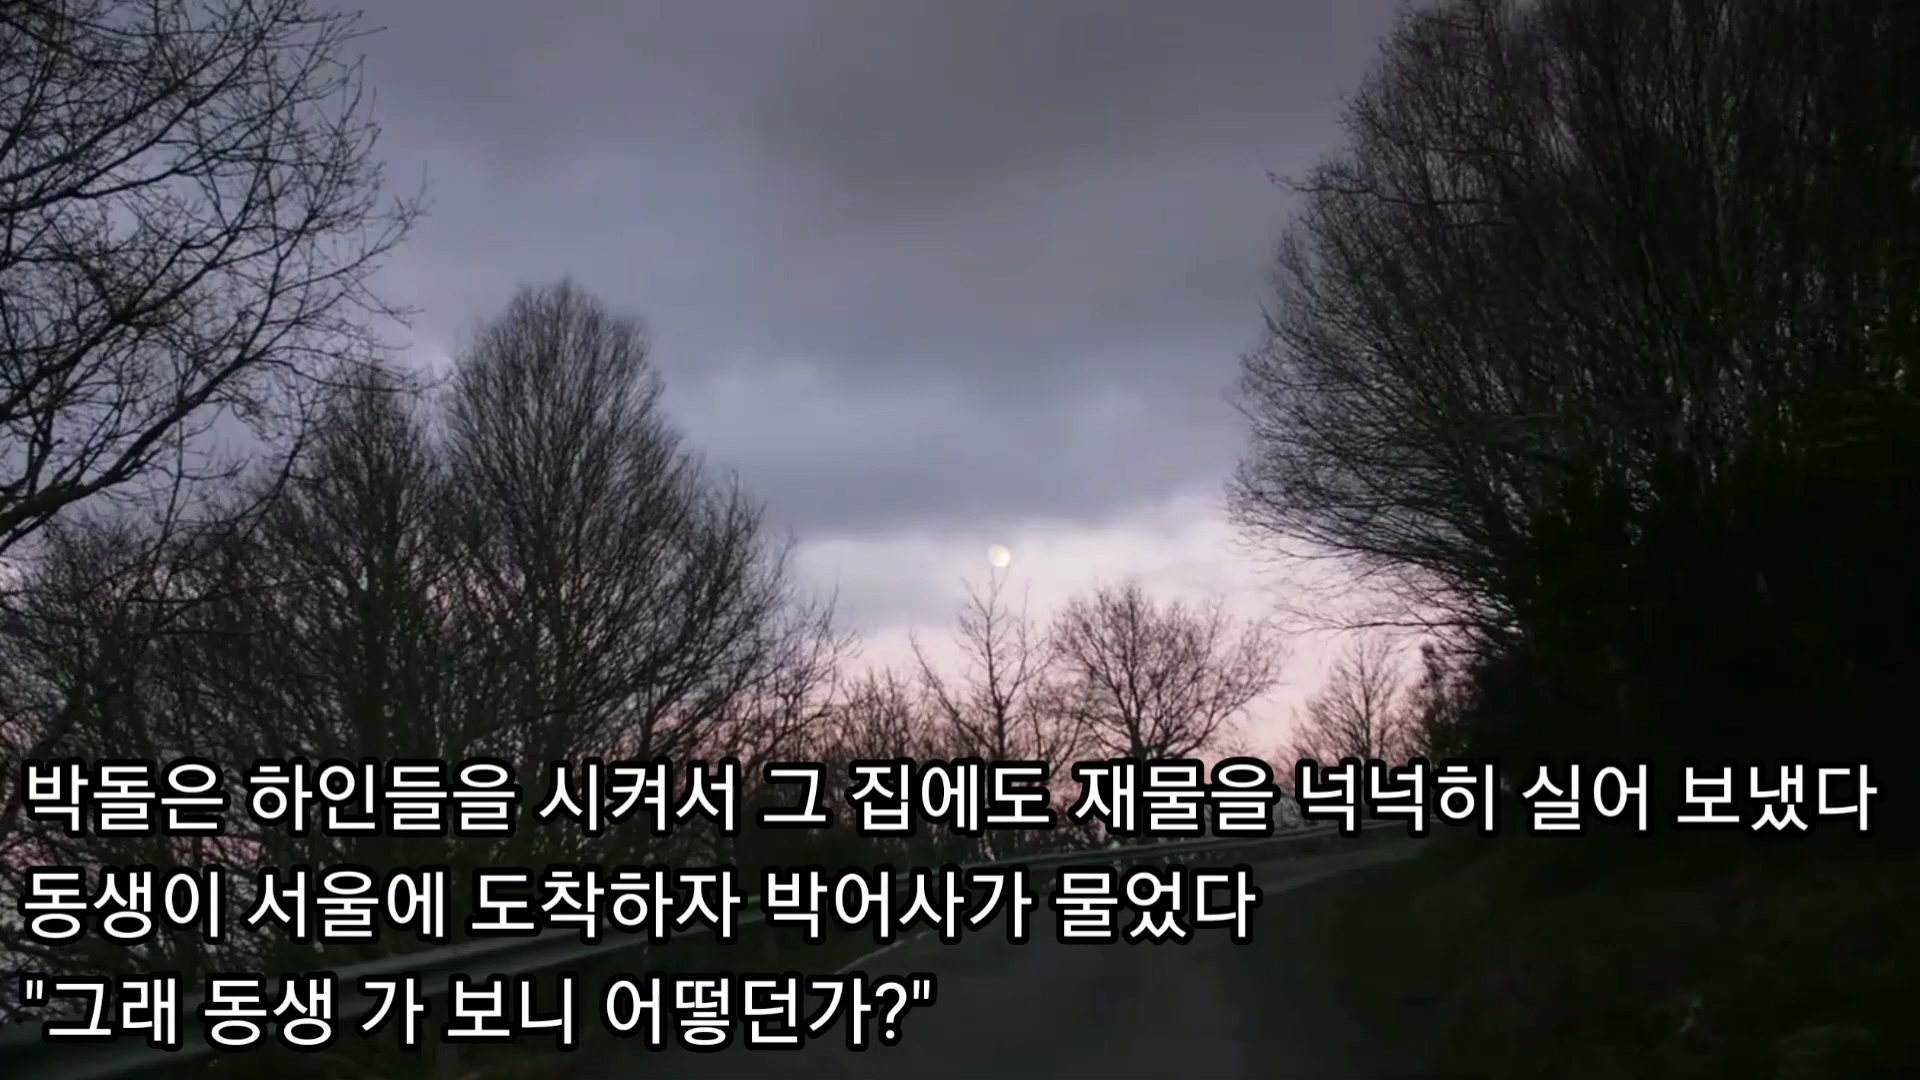 박돌은 하인들을 시켜서 그 집에도 재물을 넉넉히 실어 보냈다
동생이 서울에 도착하자 박어사가 물었다
"그래 동생 가 보니 어떻던가?"